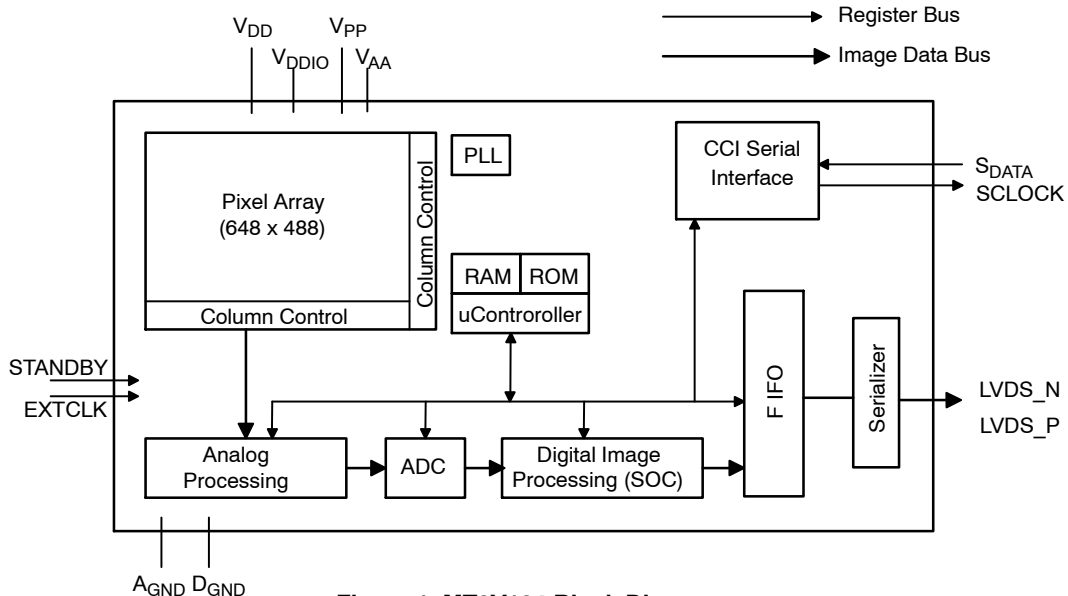 Register Bus
Image Data Bus
VDD
VPP
VDDIO
VAA
Pixel Array
(648 x 488)
Column Control
Column Control
PLL
CCI Serial
Interface
SDATA
SCLOCK
RAM
ROM
uControroller
STANDBY
EXTCLK
F IFO
Serializer
LVDS_N
LVDS_P
Analog
Processing
ADC
Digital Image
Processing (SOC)
AGND DGND